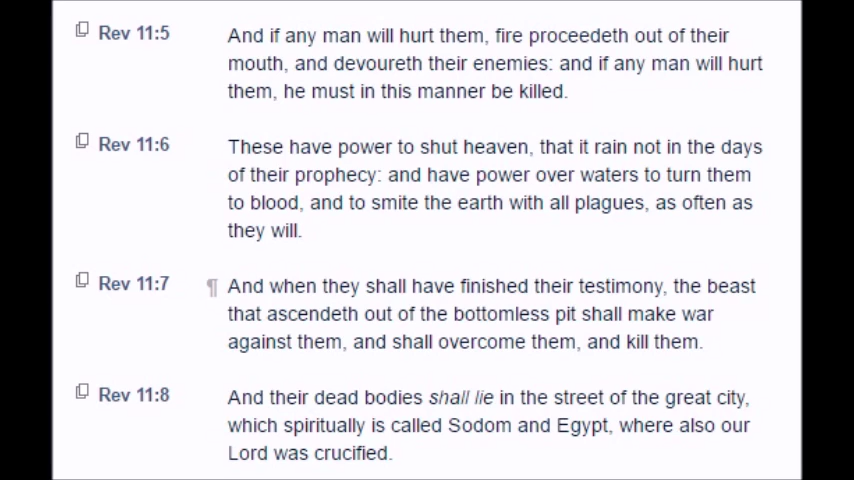 Rev 11:5 And if any man will hurt them, fire proceedeth out of their
mouth, and devoureth their enemies: and if any man will hurt
them, he must in this manner be killed.
Rev 11:6 These have power to shut heaven, that it rain not in the days
of their prophecy: and have power over waters to turn them
to blood, and to smite the earth with all plagues, as often as
they will.
Rev 11:7 ¶ And when they shall have finished their testimony, the beast
that ascendeth out of the bottomless pit shall make war
against them, and shall overcome them, and kill them.
Rev 11:8 And their dead bodies shall lie in the street of the great city,
which spiritually is called Sodom and Egypt, where also our
Lord was crucified.